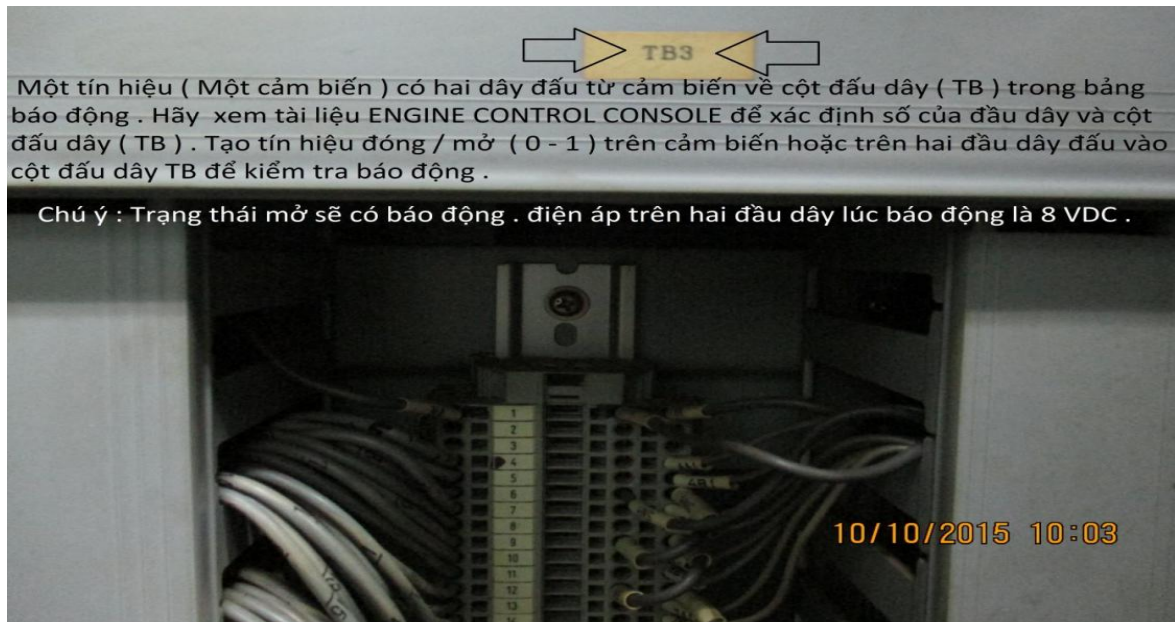 TB3
Một tín hiệu ( Một cảm biến ) có hai dây đấu từ cảm biến về cột đấu dây ( TB ) trong bảng
báo động . Hãy xem tài liệu ENGINE CONTROL CONSOLE để xác định số của đầu dây và cột
đấu dây ( TB ) . Tạo tín hiệu đóng / mở ( 0 - 1 ) trên cảm biến hoặc trên hai đầu dây đấu vào
cột đấu dây TB để kiểm tra báo động .
Chú ý : Trạng thái mở sẽ có báo động . điện áp trên hai đầu dây lúc báo động là 8 VDC .
1
2
3
4
5
6
7
8
9
10
11
12
13
10/10/2015 10:03